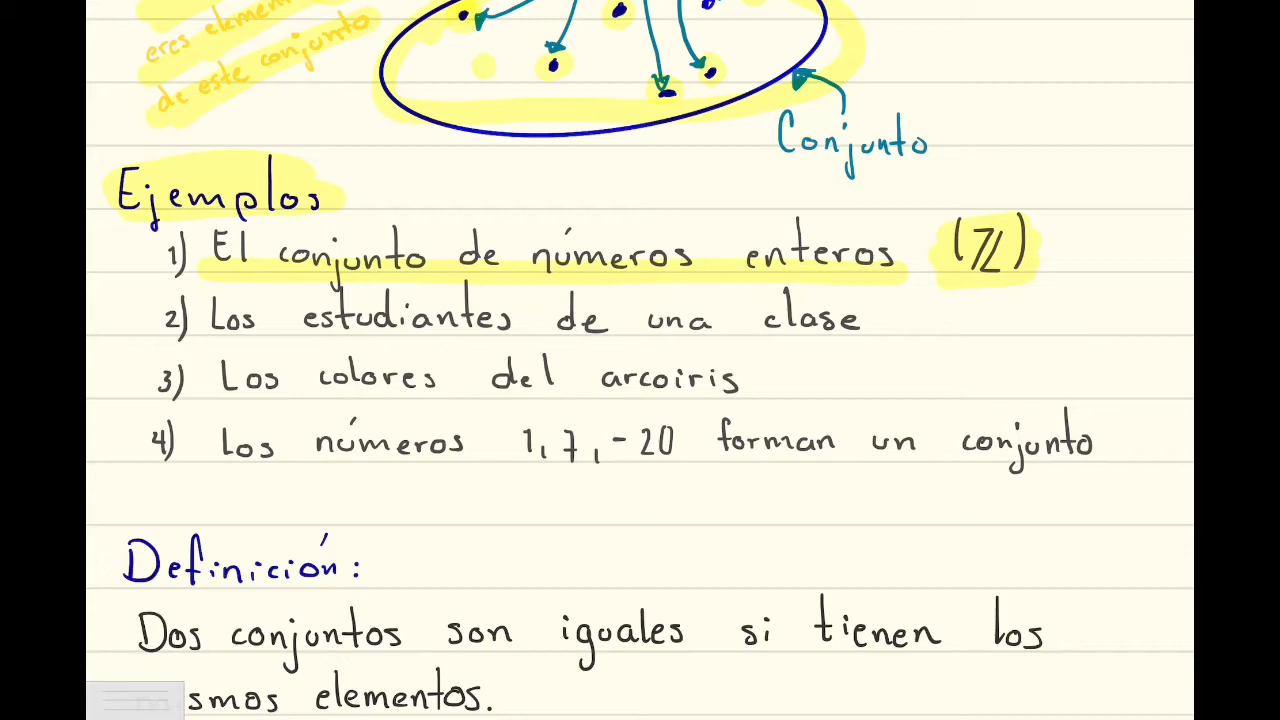 eres elemen
de este conjunto
Conjunto
Ejemplos
1) El conjunto de números enteros (ℤ)
2) Los estudiantes de una clase
3) Los colores del arcoiris
4) Los números 1, 7, -20 forman un conjunto
Definición:
Dos conjuntos son iguales si tienen los
smos elementos.